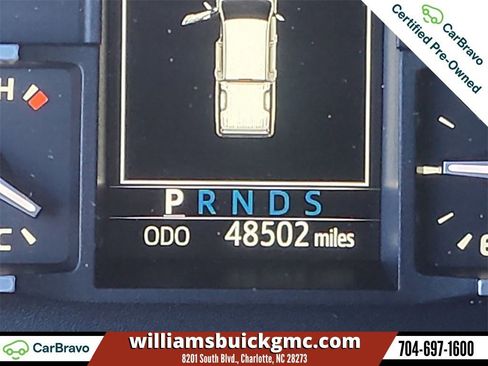 CarBravo
Certified Pre-Owned
H
C
P R N D S
ODO 48502 miles
CarBravo
williamsbuickgmc.com
8201 South Blvd., Charlotte, NC 28273
704-697-1600